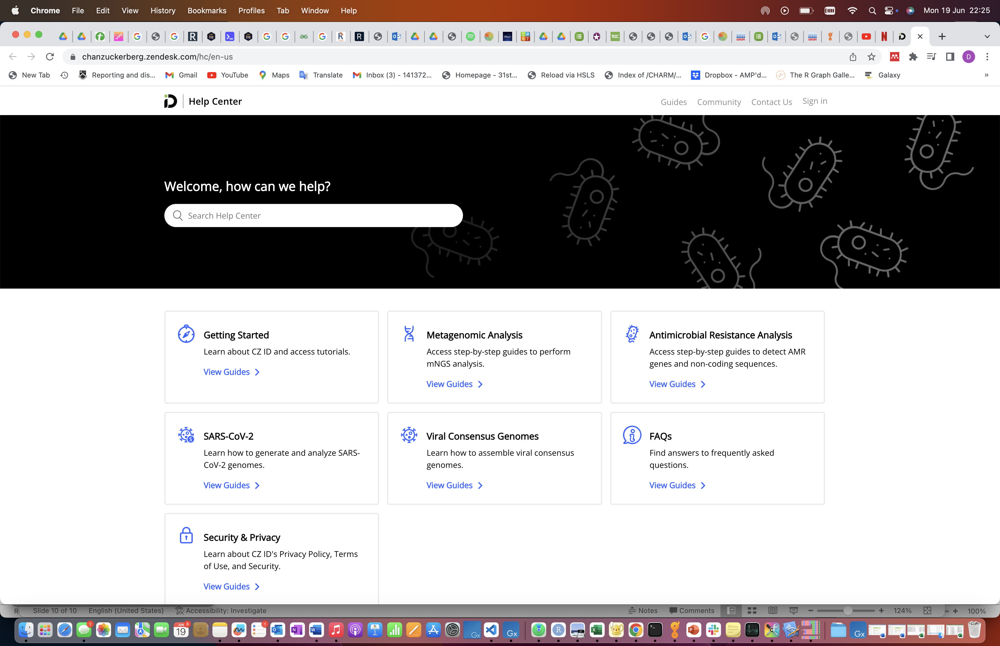 Chrome File Edit View History Bookmarks Profiles Tab Window Help Mon 19 Jun 22:25
chanzuckerberg.zendesk.com/hc/en-us
New Tab Reporting and dis... Gmail YouTube Maps Translate Inbox (3) - 141372... Homepage - 31st... Reload via HSLS Index of /CHARM/... Dropbox - AMP'd... The R Graph Galle... Galaxy »
Help Center Guides Community Contact Us Sign in
Welcome, how can we help?
Search Help Center
Getting Started
Learn about CZ ID and access tutorials.
View Guides
Metagenomic Analysis
Access step-by-step guides to perform
mNGS analysis.
View Guides
Antimicrobial Resistance Analysis
Access step-by-step guides to detect AMR
genes and non-coding sequences.
View Guides
SARS-CoV-2
Learn how to generate and analyze SARS-
CoV-2 genomes.
View Guides
Viral Consensus Genomes
Learn how to assemble viral consensus
genomes.
View Guides
FAQs
Find answers to frequently asked
questions.
View Guides
Security & Privacy
Learn about CZ ID's Privacy Policy, Terms
of Use, and Security.
View Guides
Slide 10 of 10 English (United States) Accessibility: Investigate Notes Comments 124% 100%
JUN
19